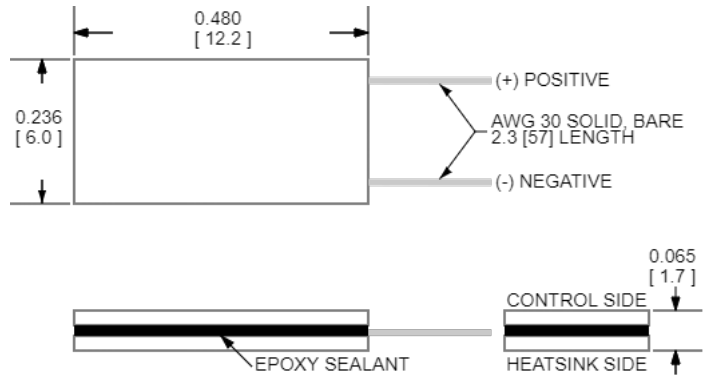 0.480
[ 12.2 ]
(+) POSITIVE
0.236
[ 6.0 ]
AWG 30 SOLID, BARE
2.3 [57] LENGTH
(-) NEGATIVE
0.065
[ 1.7 ]
CONTROL SIDE
EPOXY SEALANT
HEATSINK SIDE